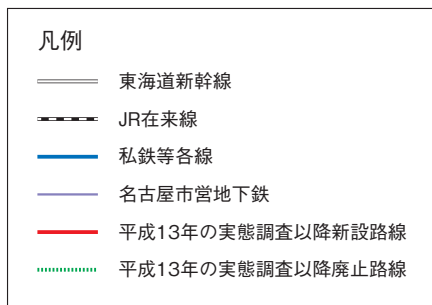 凡例
東海道新幹線
JR在来線
私鉄等各線
名古屋市営地下鉄
平成13年の実態調査以降新設路線
平成13年の実態調査以降廃止路線